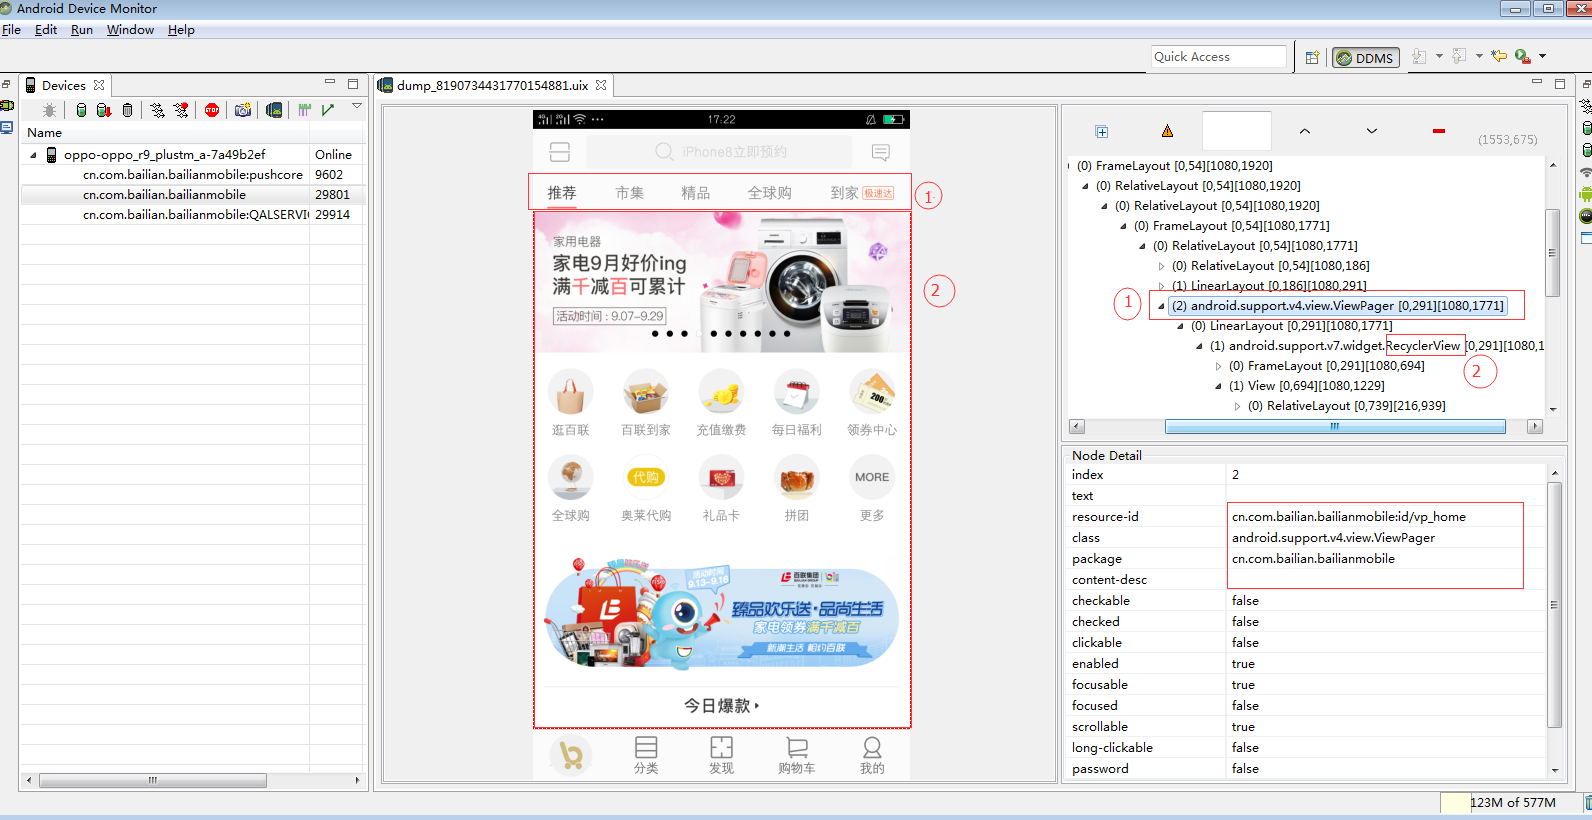 Android Device Monitor
File Edit Run Window Help
Quick Access
DDMS
Devices
Name
oppo-oppo_r9_plustm_a-7a49b2ef Online
cn.com.bailian.bailianmobile:pushcore 9602
cn.com.bailian.bailianmobile 29801
cn.com.bailian.bailianmobile:QALSERVI 29914
dump_8190734431770154881.uix
17:22
iPhone8立即预约
推荐 市集 精品 全球购 到家 极速达
1
家用电器
家电9月好价ing
满千减百可累计
活动时间：9.07-9.29
2
200
逛百联 百联到家 充值缴费 每日福利 领券中心
代购
MORE
全球购 奥莱代购 礼品卡 拼团 更多
活动时间
9.13-9.16
百联集团
臻品欢乐送·品尚生活
家电领券满千减百
新潮生活 相约百联
今日爆款
分类 发现 购物车 我的
(1553,675)
(0) FrameLayout [0,54][1080,1920]
(0) RelativeLayout [0,54][1080,1920]
(0) RelativeLayout [0,54][1080,1920]
(0) FrameLayout [0,54][1080,1771]
(0) RelativeLayout [0,54][1080,1771]
(0) RelativeLayout [0,54][1080,186]
(1) LinearLayout [0,186][1080,291]
1
(2) android.support.v4.view.ViewPager [0,291][1080,1771]
(0) LinearLayout [0,291][1080,1771]
(1) android.support.v7.widget.RecyclerView [0,291][1080,1
(0) FrameLayout [0,291][1080,694]
2
(1) View [0,694][1080,1229]
(0) RelativeLayout [0,739][216,939]
Node Detail
index 2
text
resource-id cn.com.bailian.bailianmobile:id/vp_home
class android.support.v4.view.ViewPager
package cn.com.bailian.bailianmobile
content-desc
checkable false
checked false
clickable false
enabled true
focusable true
focused false
scrollable true
long-clickable false
password false
123M of 577M